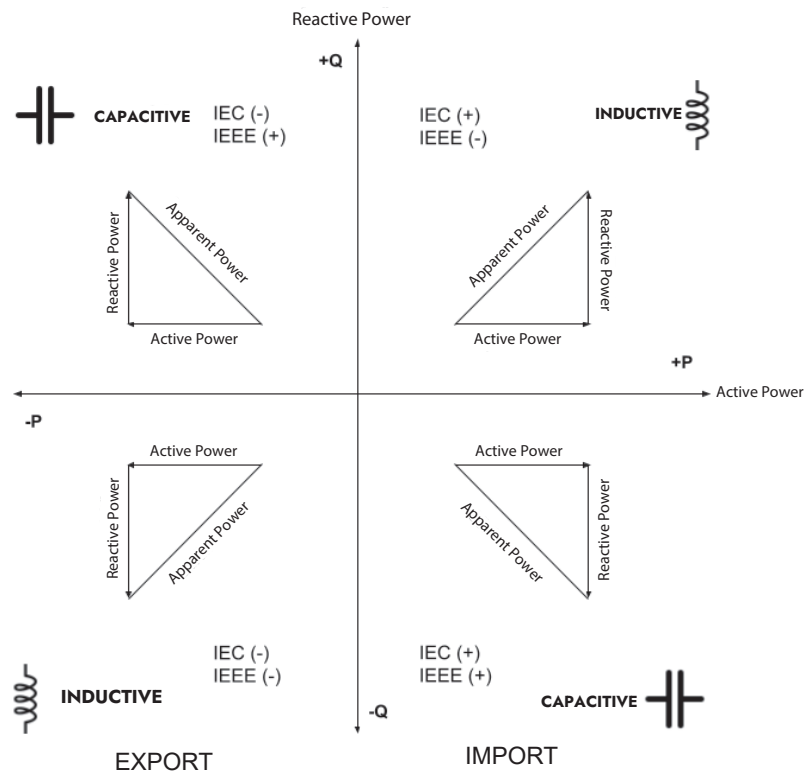 Reactive Power
+Q
CAPACITIVE
IEC (-)
IEEE (+)
IEC (+)
IEEE (-)
INDUCTIVE
Reactive Power
Apparent Power
Active Power
Apparent Power
Reactive Power
Active Power
+P
Active Power
-P
Active Power
Reactive Power
Apparent Power
Active Power
Apparent Power
Reactive Power
IEC (-)
IEEE (-)
IEC (+)
IEEE (+)
INDUCTIVE
-Q
CAPACITIVE
EXPORT
IMPORT